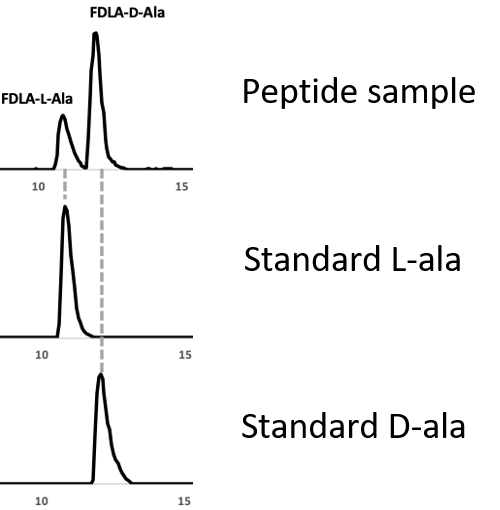 FDLA-D-Ala
FDLA-L-Ala
Peptide sample
10 15
Standard L-ala
10 15
Standard D-ala
10 15